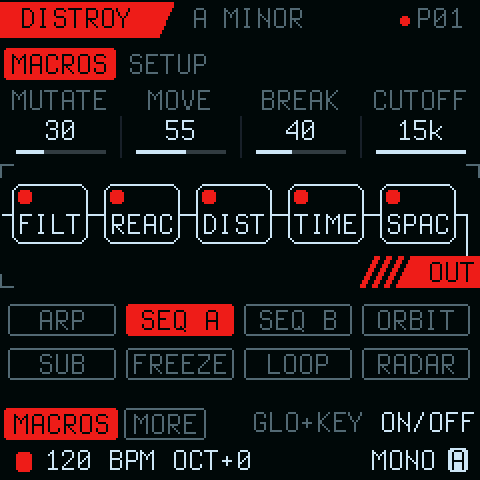 DISTROY A MINOR P01
MACROS SETUP
MUTATE MOVE BREAK CUTOFF
30 55 40 15k
FILT REAC DIST TIME SPAC
OUT
ARP SEQ A SEQ B ORBIT
SUB FREEZE LOOP RADAR
MACROS MORE GLO+KEY ON/OFF
120 BPM OCT+0 MONO A